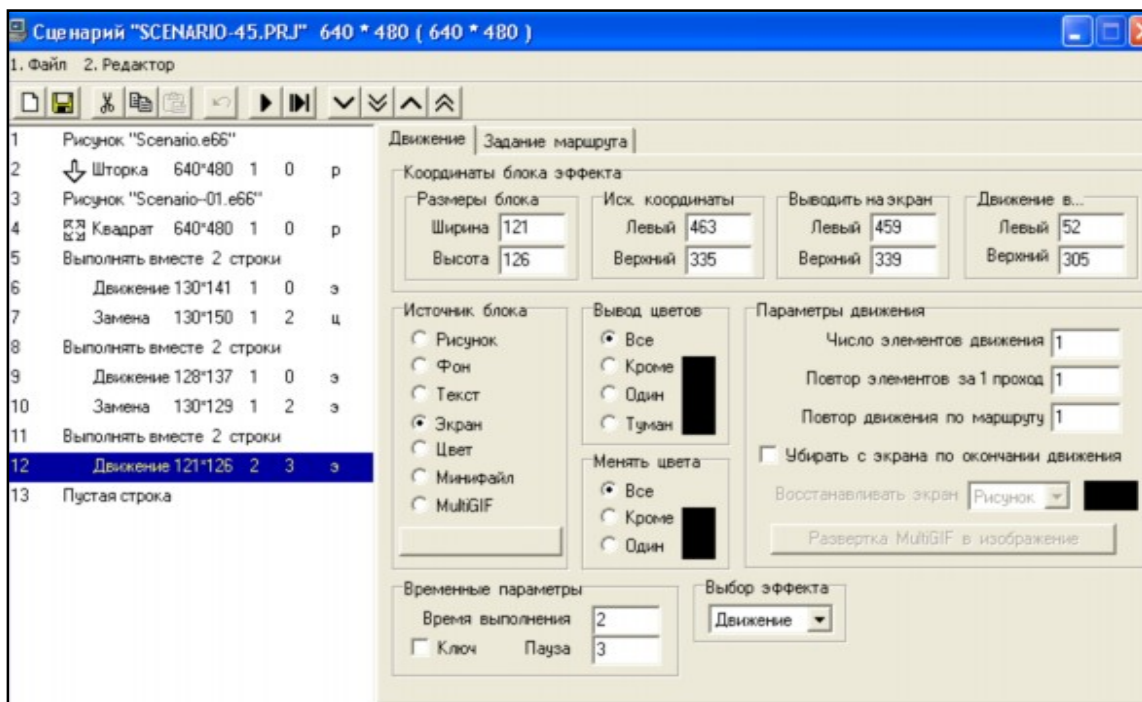 Сценарий "SCENARIO-45.PRJ" 640 * 480 ( 640 * 480 )
1. Файл 2. Редактор
1 Рисунок "Scenario.e66"
2 Шторка 640*480 1 0 р
3 Рисунок "Scenario--01.e66"
4 Квадрат 640*480 1 0 р
5 Выполнять вместе 2 строки
6 Движение 130*141 1 0 э
7 Замена 130*150 1 2 ц
8 Выполнять вместе 2 строки
9 Движение 128*137 1 0 э
10 Замена 130*129 1 2 э
11 Выполнять вместе 2 строки
12 Движение 121*126 2 3 э
13 Пустая строка
Движение Задание маршрута
Координаты блока эффекта
Размеры блока Исх. координаты Выводить на экран Движение в...
Ширина 121 Левый 463 Левый 459 Левый 52
Высота 126 Верхний 335 Верхний 339 Верхний 305
Источник блока
Рисунок
Фон
Текст
Экран
Цвет
Минифайл
MultiGIF
Вывод цветов
Все
Кроме
Один
Туман
Менять цвета
Все
Кроме
Один
Параметры движения
Число элементов движения 1
Повтор элементов за 1 проход 1
Повтор движения по маршруту 1
Убирать с экрана по окончании движения
Восстанавливать экран Рисунок
Развертка MultiGIF в изображение
Временные параметры
Время выполнения 2
Ключ Пауза 3
Выбор эффекта
Движение